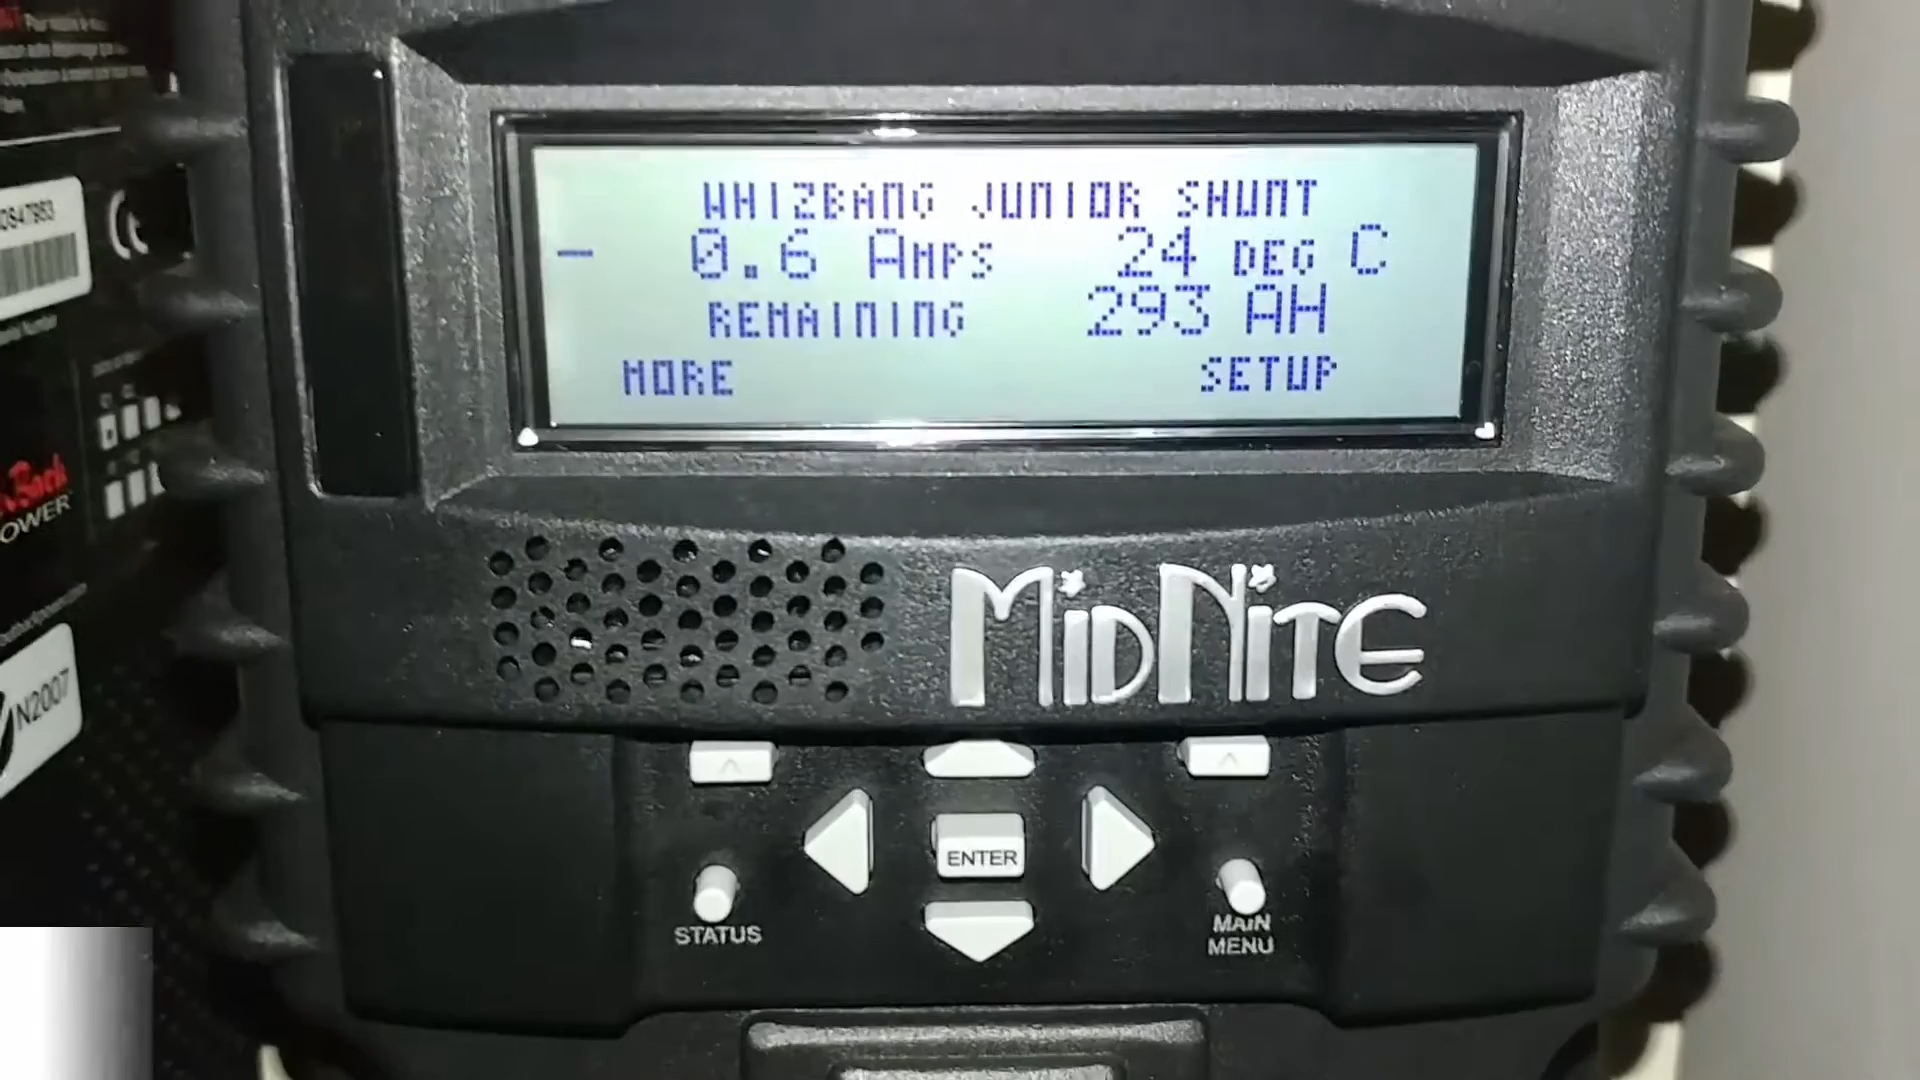 WHIZBANG JUNIOR SHUNT
- 0.6 AMPS 24 DEG C
REMAINING 293 AH
MORE SETUP
MIDNITE
ENTER
STATUS
MAIN
MENU
OWER
N2007